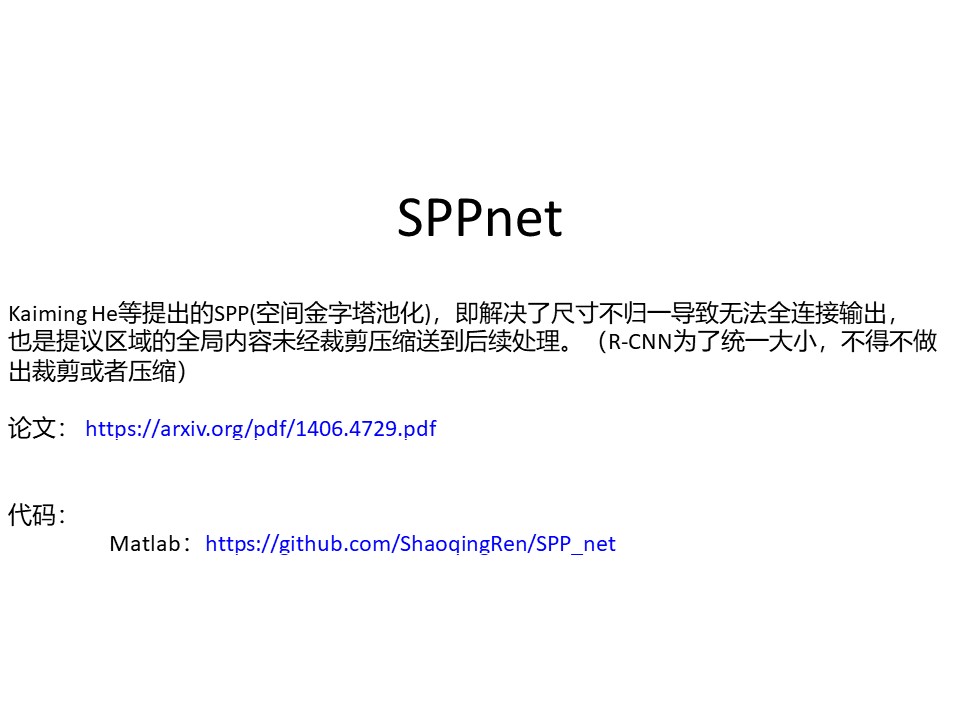 SPPnet
Kaiming He等提出的SPP(空间金字塔池化)，即解决了尺寸不归一导致无法全连接输出，
也是提议区域的全局内容未经裁剪压缩送到后续处理。（R-CNN为了统一大小，不得不做
出裁剪或者压缩）
论文： https://arxiv.org/pdf/1406.4729.pdf
代码：
Matlab：https://github.com/ShaoqingRen/SPP_net